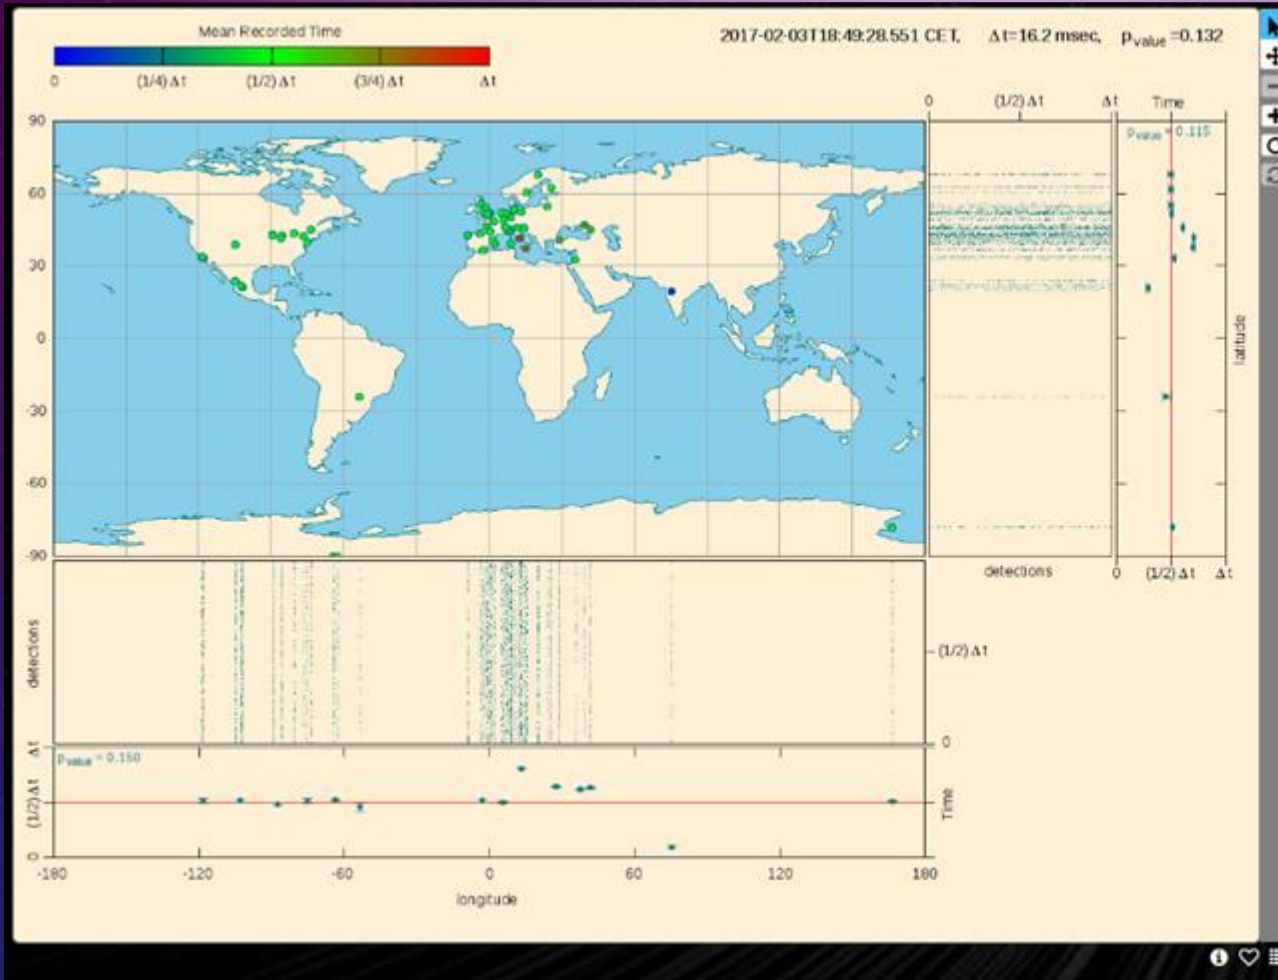 Mean Recorded Time
0 (1/4) Δt (1/2) Δt (3/4) Δt Δt
2017-02-03T18:49:28.551 CET, Δt=16.2 msec, pvalue =0.132
0 (1/2) Δt Δt Time
90
60
30
0
-30
-60
-90
Pvalue = 0.115
latitude
detections
0 (1/2) Δt Δt
detections
(1/2) Δt
0
Pvalue = 0.150
0 (1/2) Δt Δt
Time
-180 -120 -60 0 60 120 180
longitude